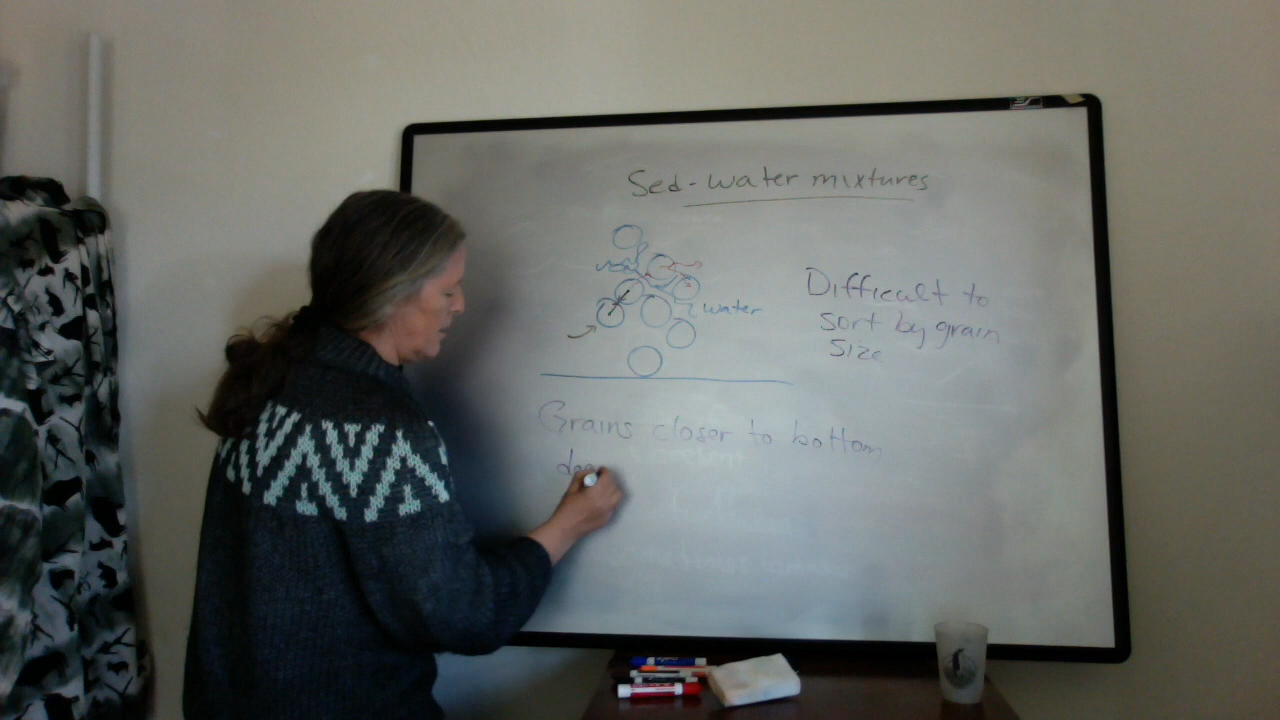 Sed-water mixtures
water
Difficult to
sort by grain
size
Grains closer to bottom